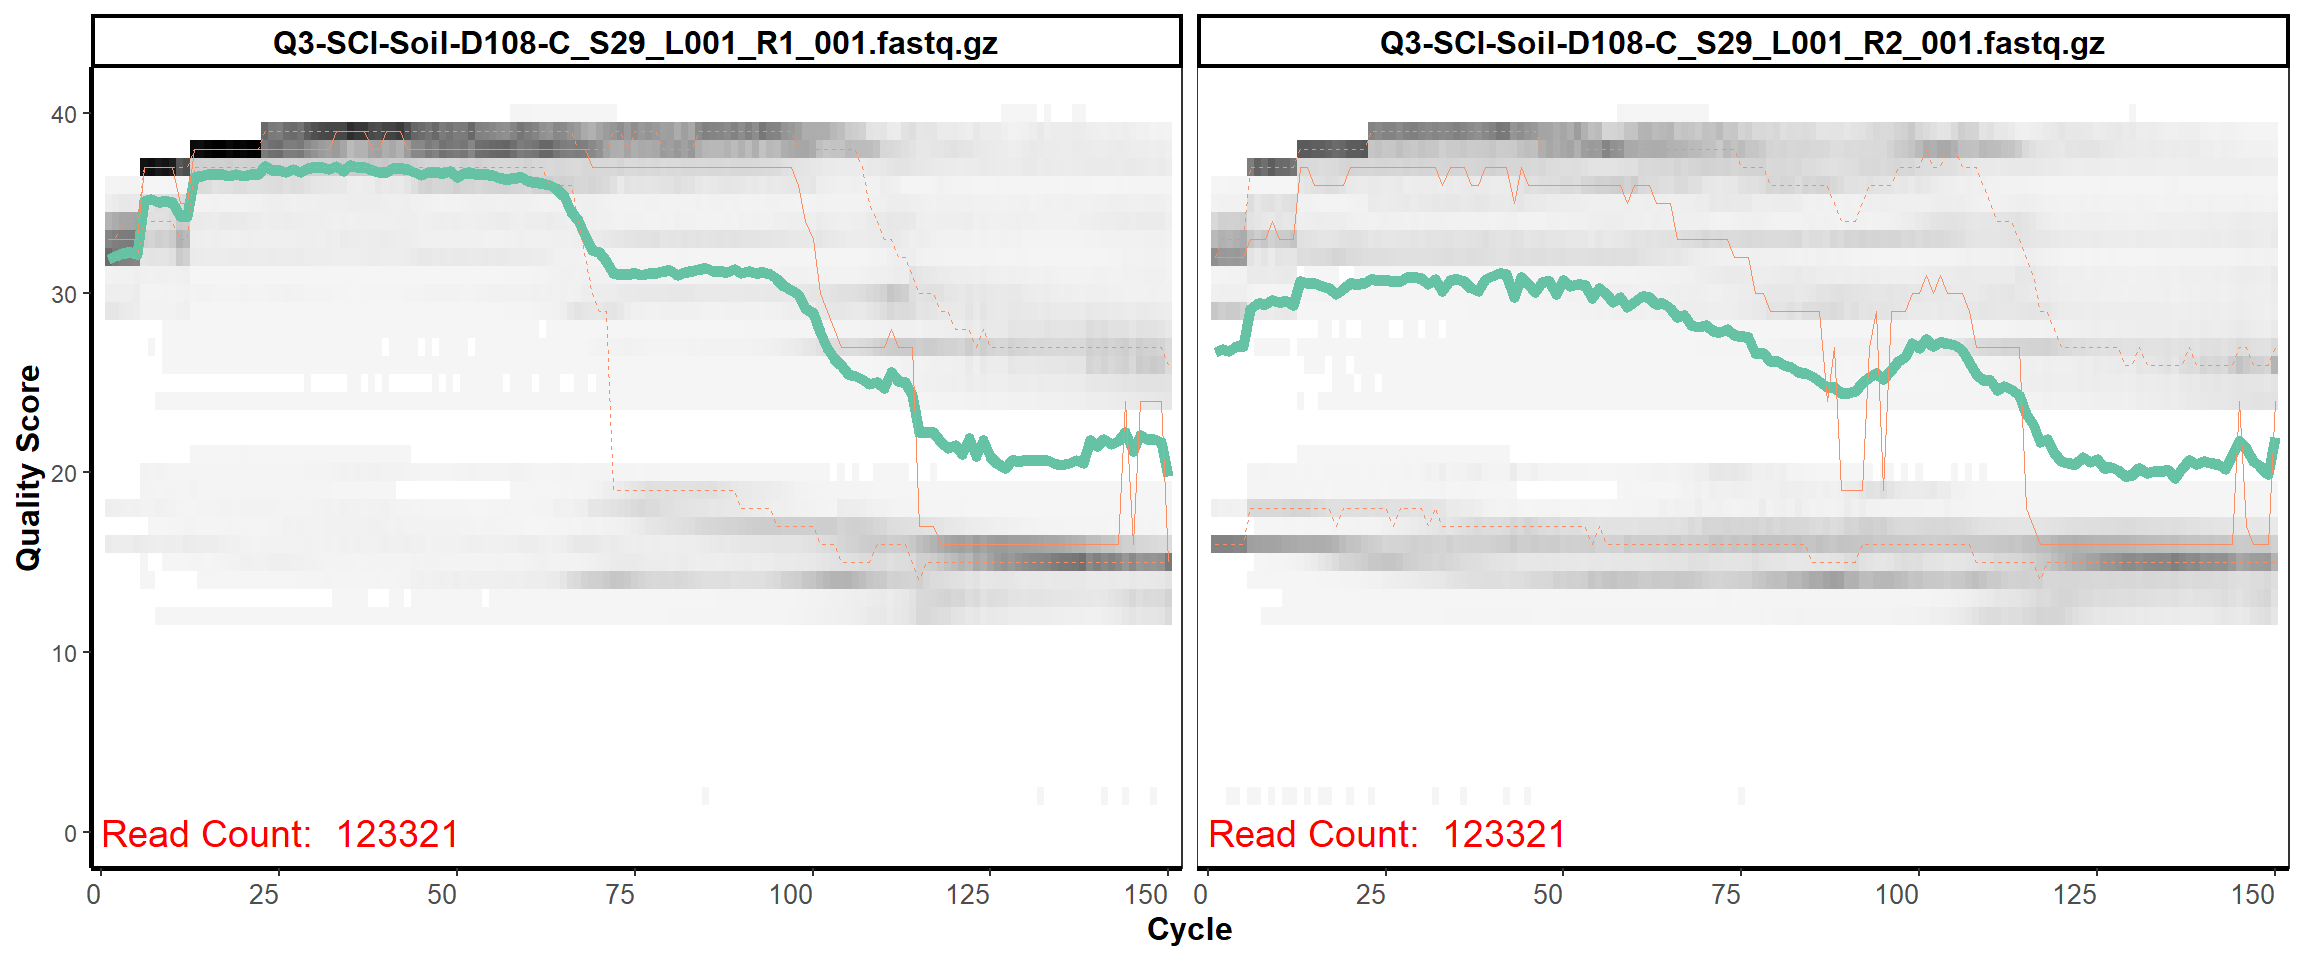 Q3-SCI-Soil-D108-C_S29_L001_R1_001.fastq.gz
Q3-SCI-Soil-D108-C_S29_L001_R2_001.fastq.gz
Quality Score
40
30
20
10
0
Read Count: 123321
Read Count: 123321
0 25 50 75 100 125 150
0 25 50 75 100 125 150
Cycle